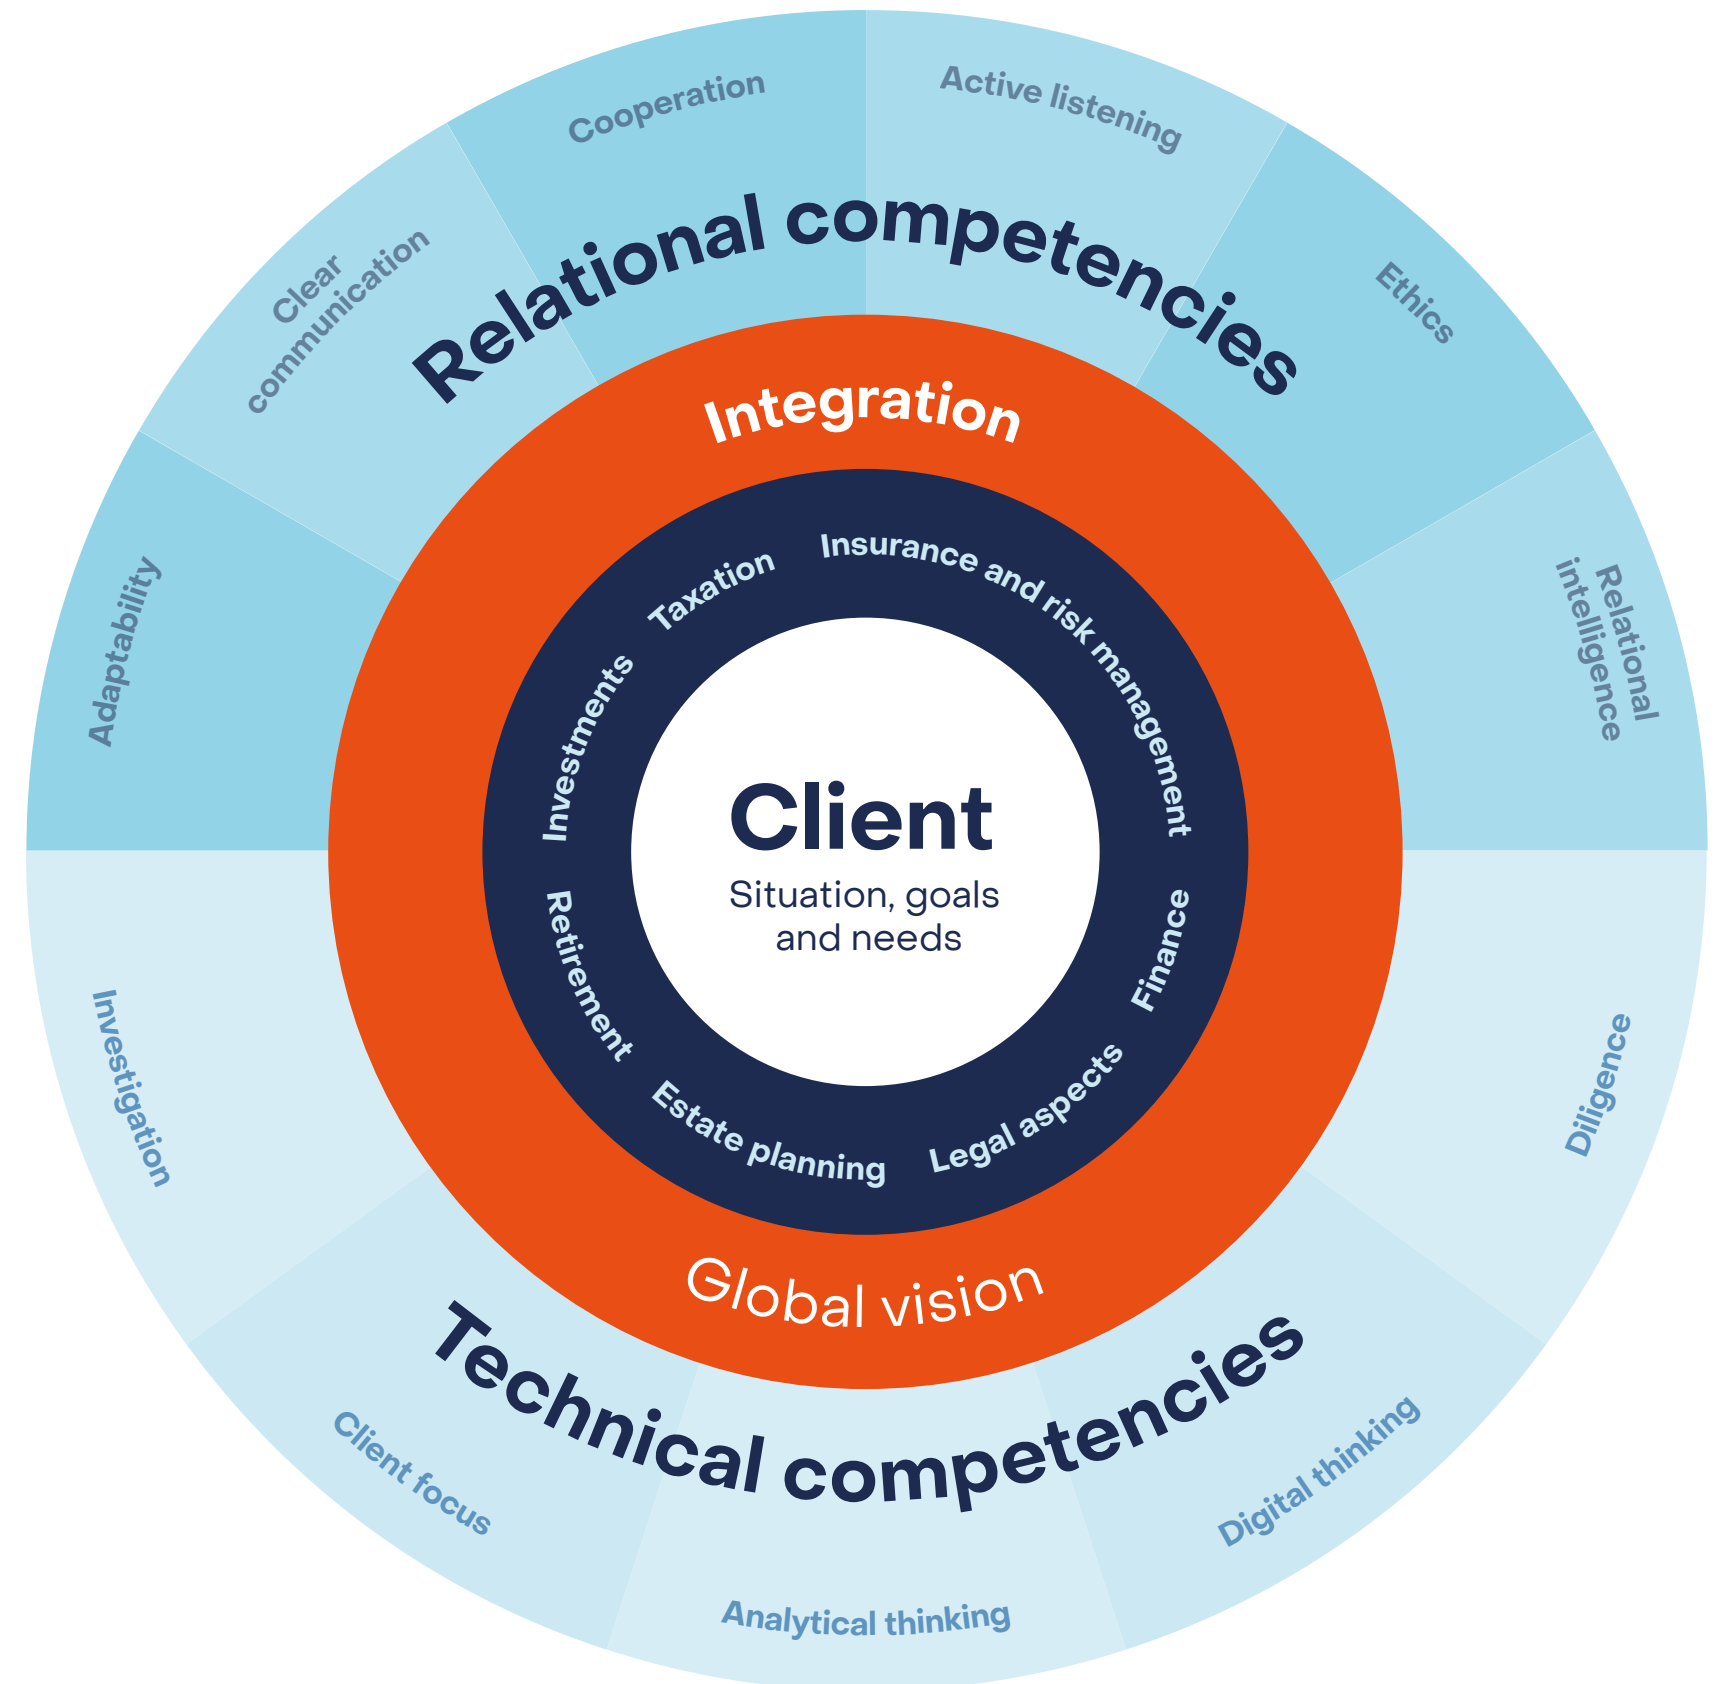 Cooperation
Active listening
Clear
communication
Ethics
Adaptability
Relational
intelligence
Relational competencies
Integration
Taxation
Insurance and risk management
Investments
Client
Situation, goals
and needs
Retirement
Finance
Estate planning
Legal aspects
Global vision
Technical competencies
Investigation
Diligence
Client focus
Digital thinking
Analytical thinking